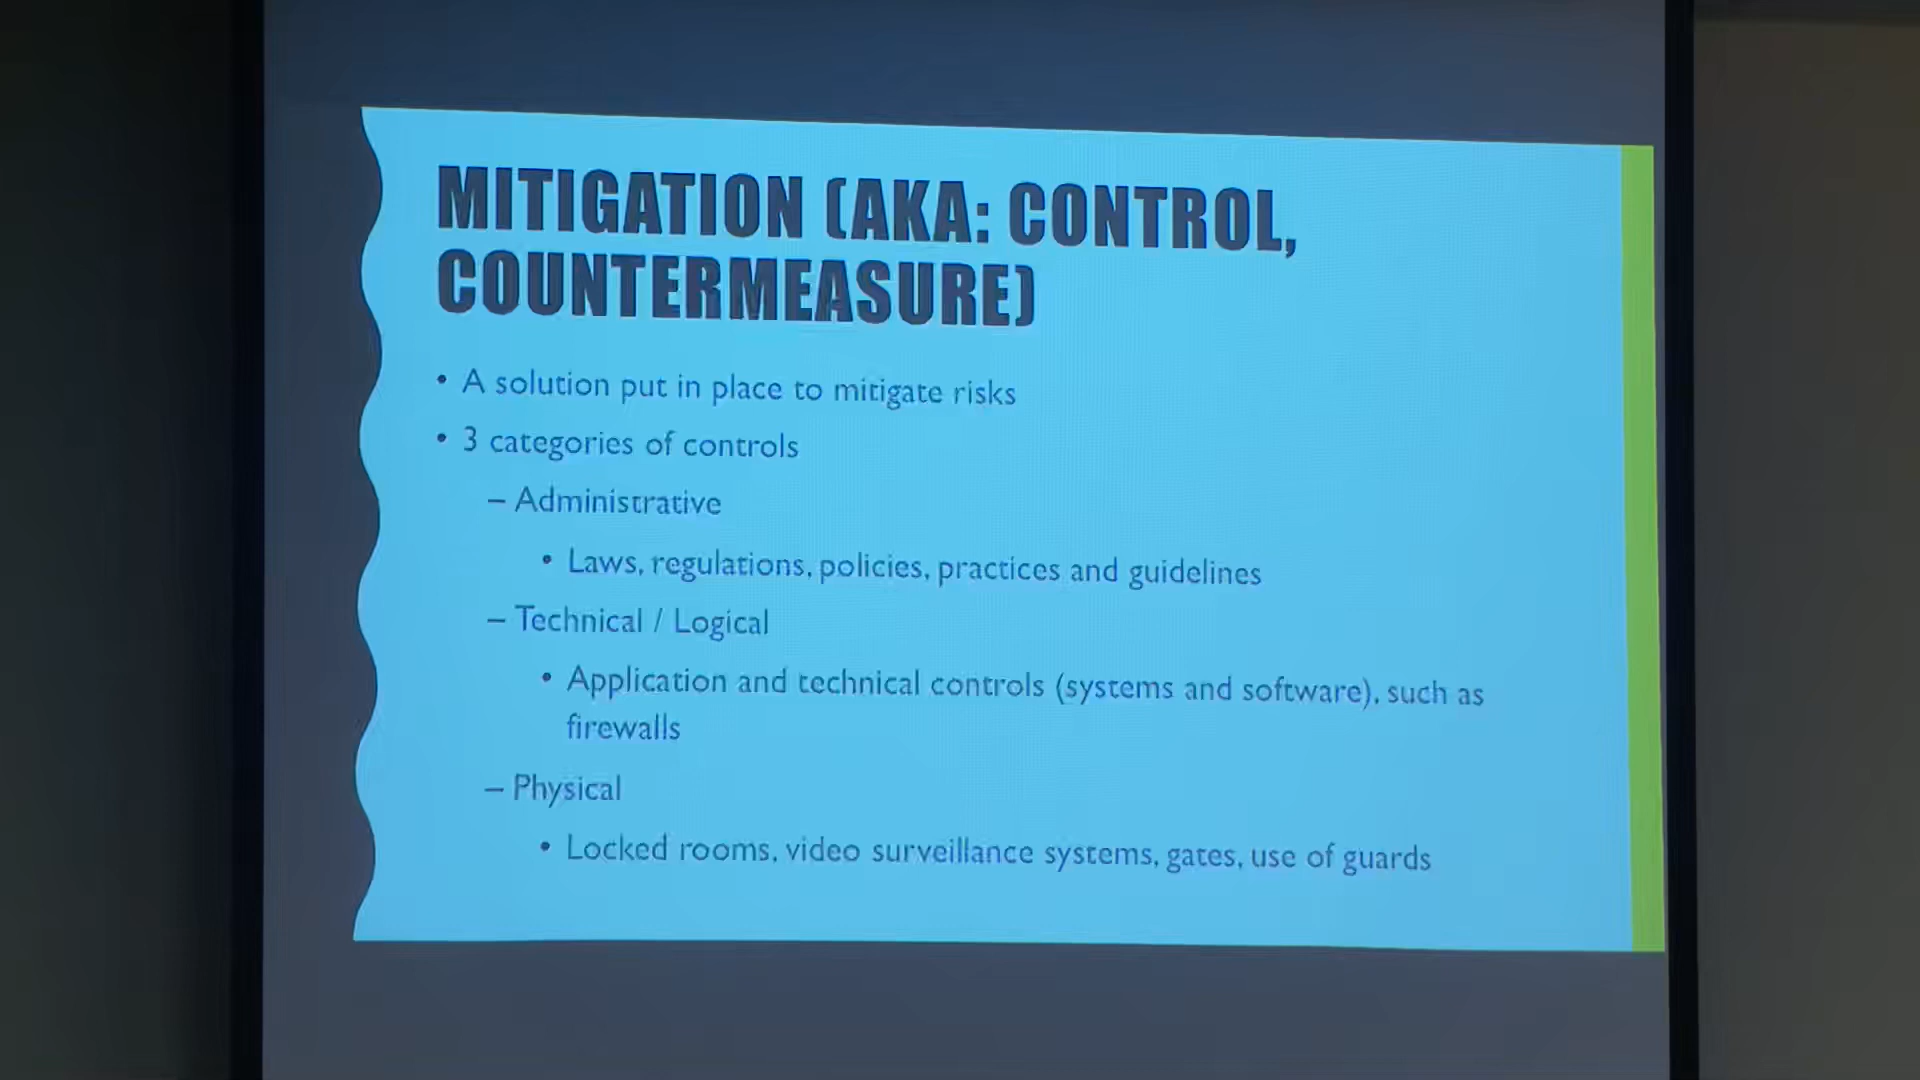 MITIGATION (AKA: CONTROL,
COUNTERMEASURE)
• A solution put in place to mitigate risks
• 3 categories of controls
– Administrative
• Laws, regulations, policies, practices and guidelines
– Technical / Logical
• Application and technical controls (systems and software), such as
firewalls
– Physical
• Locked rooms, video surveillance systems, gates, use of guards